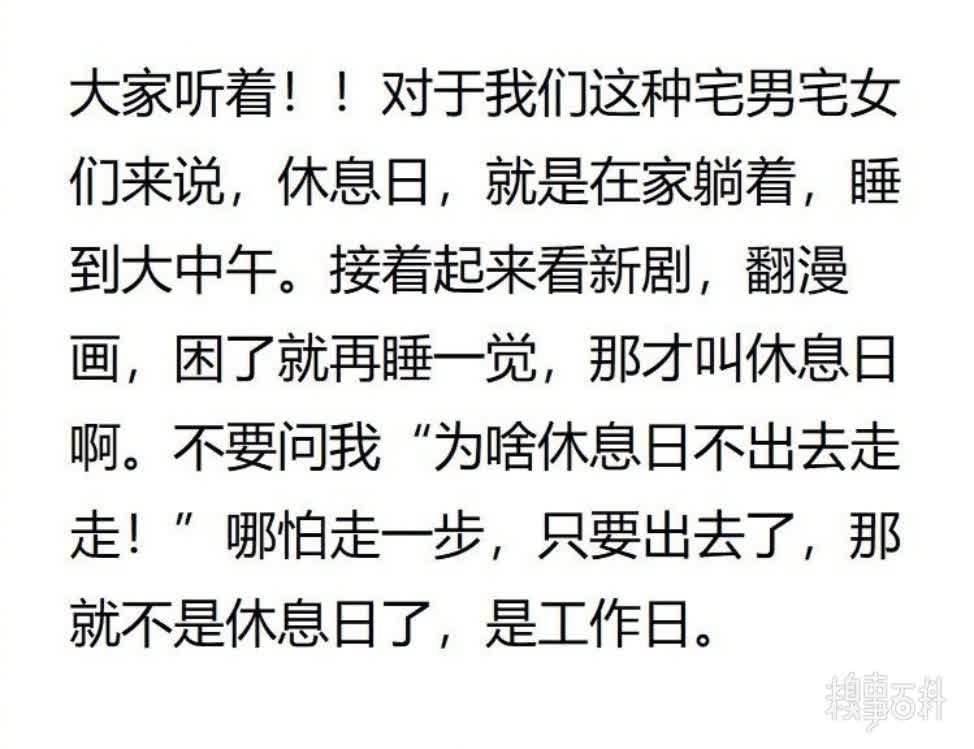 大家听着！！对于我们这种宅男宅女
们来说，休息日，就是在家躺着，睡
到大中午。接着起来看新剧，翻漫
画，困了就再睡一觉，那才叫休息日
啊。不要问我“为啥休息日不出去走
走！”哪怕走一步，只要出去了，那
就不是休息日了，是工作日。
糗事百科